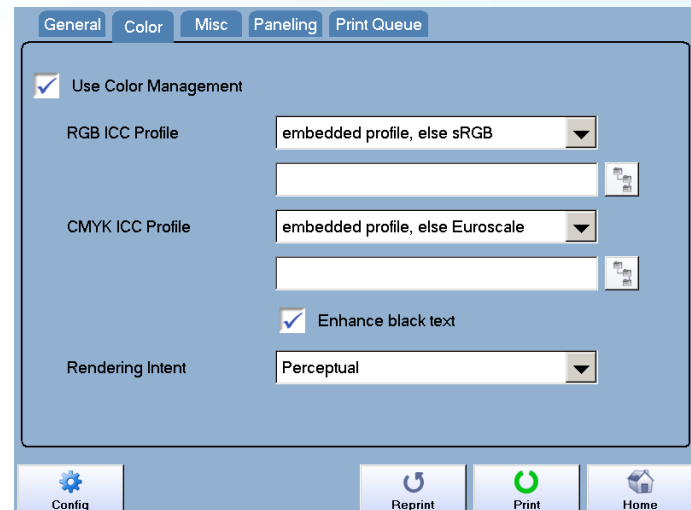 General Color Misc Paneling Print Queue
Use Color Management
RGB ICC Profile embedded profile, else sRGB
CMYK ICC Profile embedded profile, else Euroscale
Enhance black text
Rendering Intent Perceptual
Config Reprint Print Home